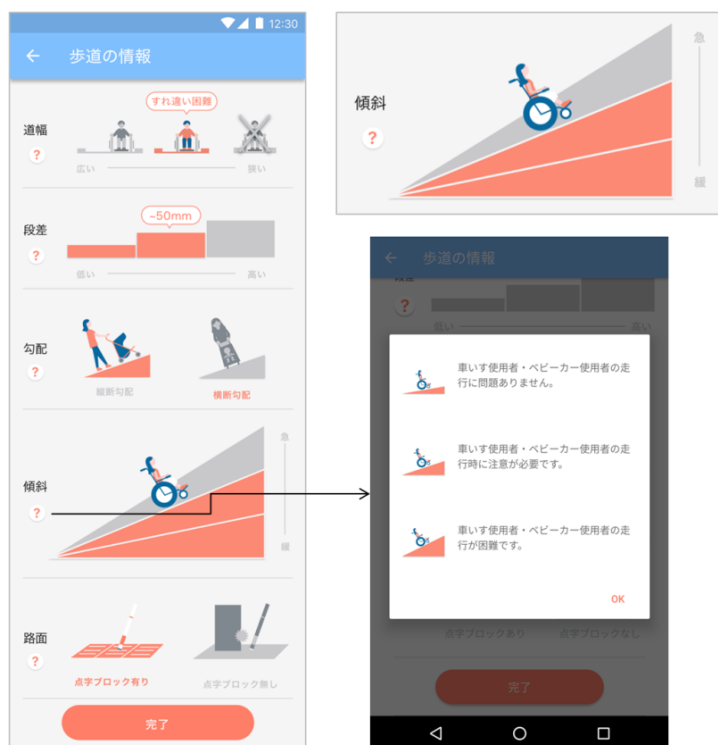 12:30
歩道の情報
道幅
?
すれ違い困難
広い
狭い
段差
?
~50mm
低い
高い
勾配
?
縦断勾配
横断勾配
傾斜
?
急
緩
路面
?
点字ブロック有り
点字ブロック無し
完了
傾斜
?
急
緩
歩道の情報
段差
?
低い
高い
車いす使用者・ベビーカー使用者の走
行に問題ありません。
車いす使用者・ベビーカー使用者の走
行時に注意が必要です。
車いす使用者・ベビーカー使用者の走
行が困難です。
OK
点字ブロックあり
点字ブロックなし
完了